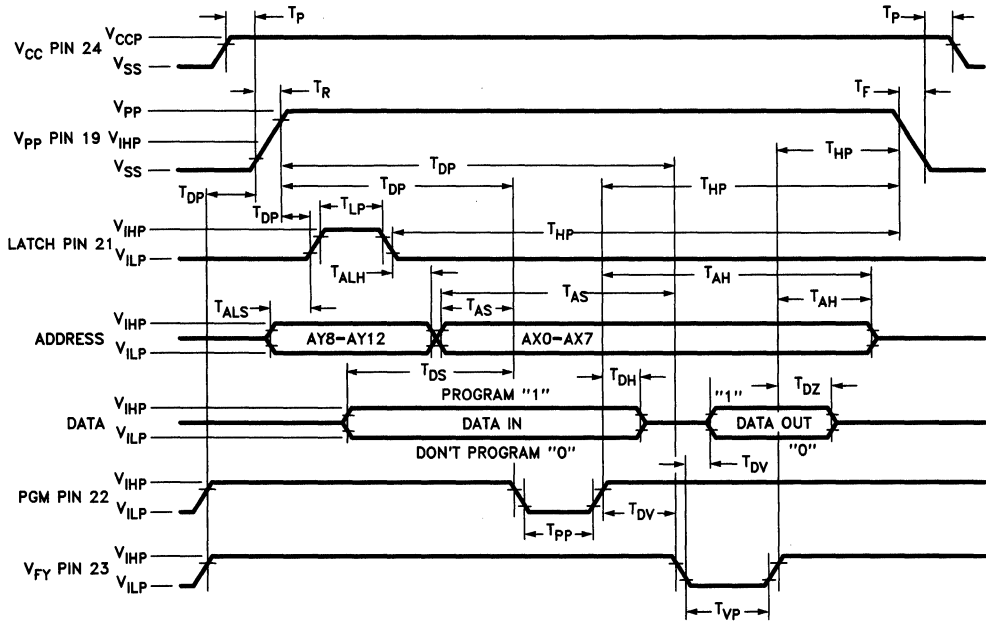 T_P T_P
V_CC PIN 24 V_CCP
V_SS
T_R T_F
V_PP
V_PP PIN 19 V_IHP
V_SS
T_HP
T_DP
T_DP T_DP T_HP
T_DP T_LP
LATCH PIN 21 V_IHP
T_HP
V_ILP
T_ALH T_AH
T_ALS T_AS T_AS T_AH
ADDRESS V_IHP
AY8–AY12 AX0–AX7
V_ILP
T_DS T_DH T_DZ
PROGRAM "1" "1"
DATA V_IHP
DATA IN DATA OUT
V_ILP
DON'T PROGRAM "0" "0"
T_DV
PGM PIN 22 V_IHP
V_ILP
T_PP T_DV
V_FY PIN 23 V_IHP
V_ILP
T_VP